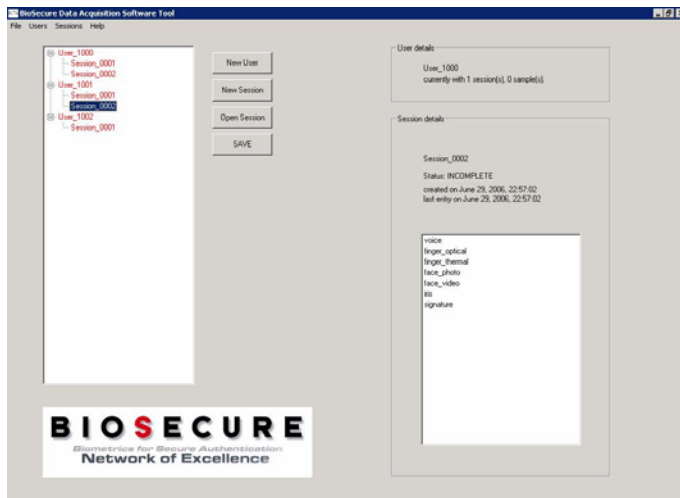 BioSecure Data Acquisition Software Tool
File Users Sessions Help
User_1000
Session_0001
Session_0002
User_1001
Session_0001
Session_0002
User_1002
Session_0001
New User
New Session
Open Session
SAVE
User details
User_1000
currently with 1 session(s), 0 sample(s).
Session details
Session_0002
Status: INCOMPLETE
created on June 29, 2006, 22:57:02
last entry on June 29, 2006, 22:57:02
voice
finger_optical
finger_thermal
face_photo
face_video
iris
signature
BIOSECURE
Biometrics for Secure Authentication
Network of Excellence